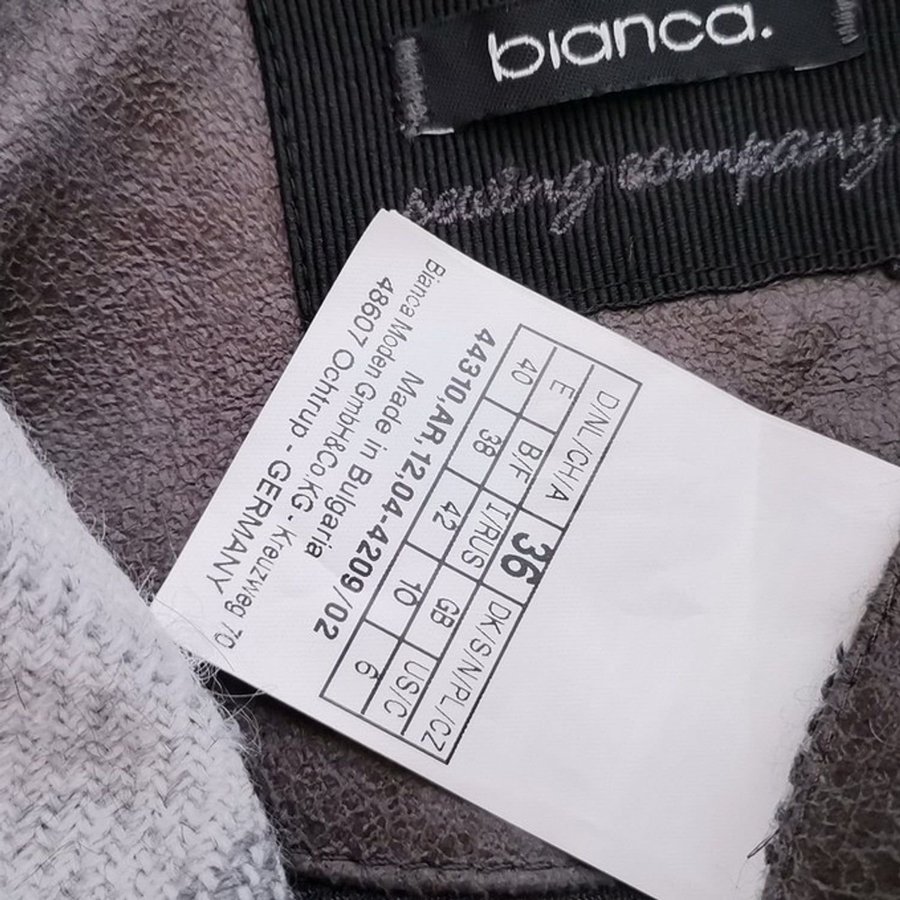 bianca.
D/NL/CH/A 36 DK/S/N/PL/CZ
E B/F I/RUS GB US/C
40 38 42 10 6
44310,AR,12,04-4209/02
Made in Bulgaria
Bianca Moden GmbH&Co.KG - Kreuzweg 70
48607 Ochtrup - GERMANY